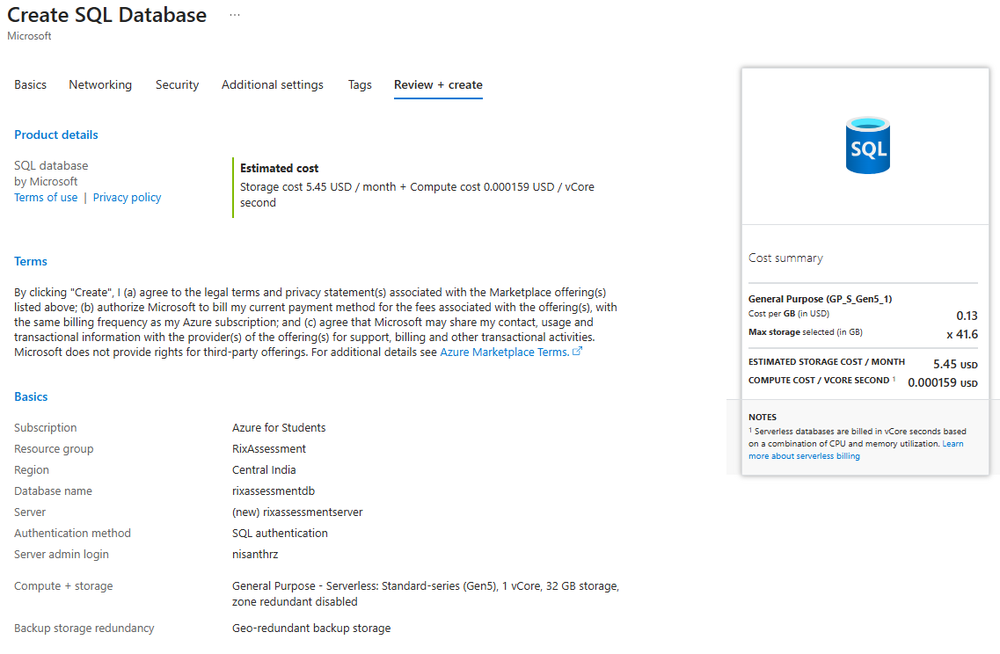 Create SQL Database ...
Microsoft
Basics Networking Security Additional settings Tags Review + create
Product details
SQL database
by Microsoft
Terms of use | Privacy policy
Estimated cost
Storage cost 5.45 USD / month + Compute cost 0.000159 USD / vCore
second
Terms
By clicking "Create", I (a) agree to the legal terms and privacy statement(s) associated with the Marketplace offering(s)
listed above; (b) authorize Microsoft to bill my current payment method for the fees associated with the offering(s), with
the same billing frequency as my Azure subscription; and (c) agree that Microsoft may share my contact, usage and
transactional information with the provider(s) of the offering(s) for support, billing and other transactional activities.
Microsoft does not provide rights for third-party offerings. For additional details see Azure Marketplace Terms.
Basics
Subscription Azure for Students
Resource group RixAssessment
Region Central India
Database name rixassessmentdb
Server (new) rixassessmentserver
Authentication method SQL authentication
Server admin login nisanthrz
Compute + storage General Purpose - Serverless: Standard-series (Gen5), 1 vCore, 32 GB storage,
zone redundant disabled
Backup storage redundancy Geo-redundant backup storage
SQL
Cost summary
General Purpose (GP_S_Gen5_1)
Cost per GB (in USD) 0.13
Max storage selected (in GB) x 41.6
ESTIMATED STORAGE COST / MONTH 5.45 USD
COMPUTE COST / VCORE SECOND 1 0.000159 USD
NOTES
1 Serverless databases are billed in vCore seconds based
on a combination of CPU and memory utilization. Learn
more about serverless billing